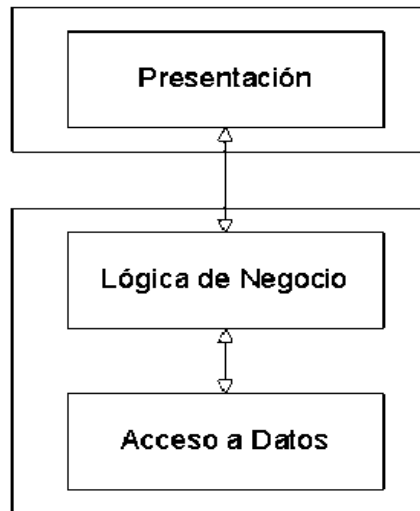 Presentación
Lógica de Negocio
Acceso a Datos